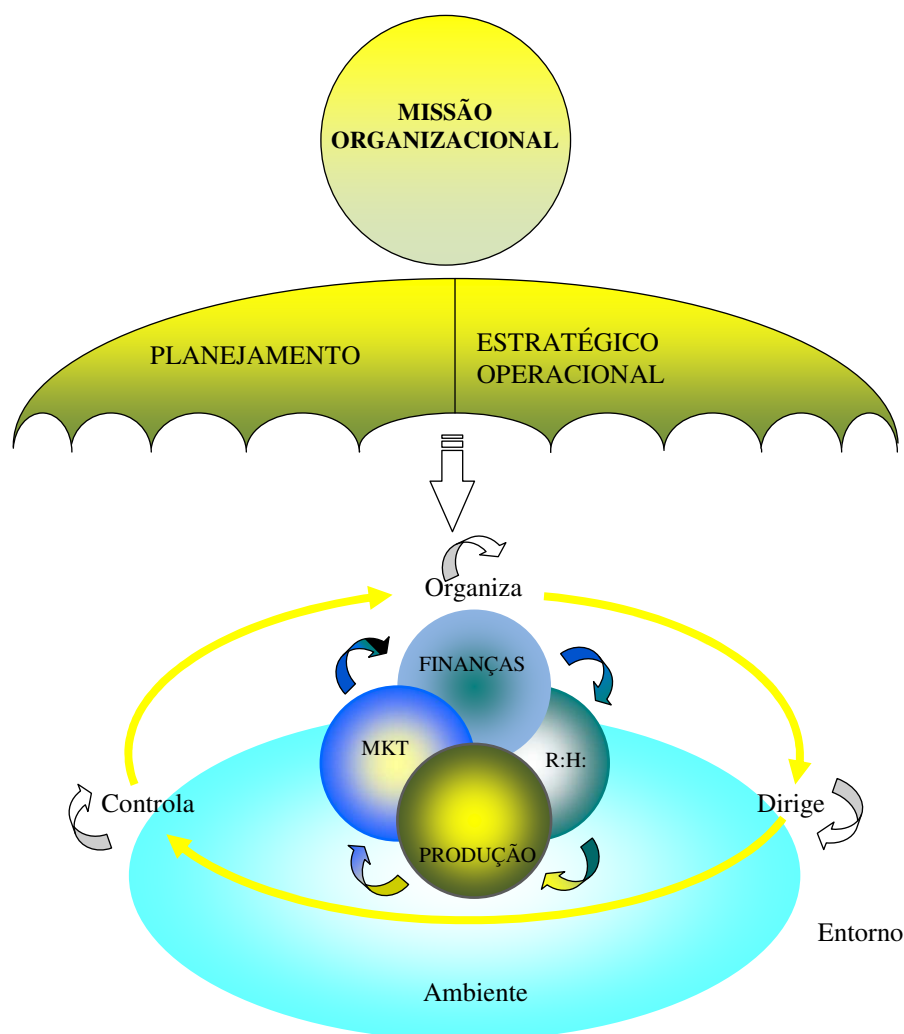 MISSÃO
ORGANIZACIONAL
PLANEJAMENTO
ESTRATÉGICO
OPERACIONAL
Organiza
FINANÇAS
MKT
R:H:
Controla
Dirige
PRODUÇÃO
Entorno
Ambiente